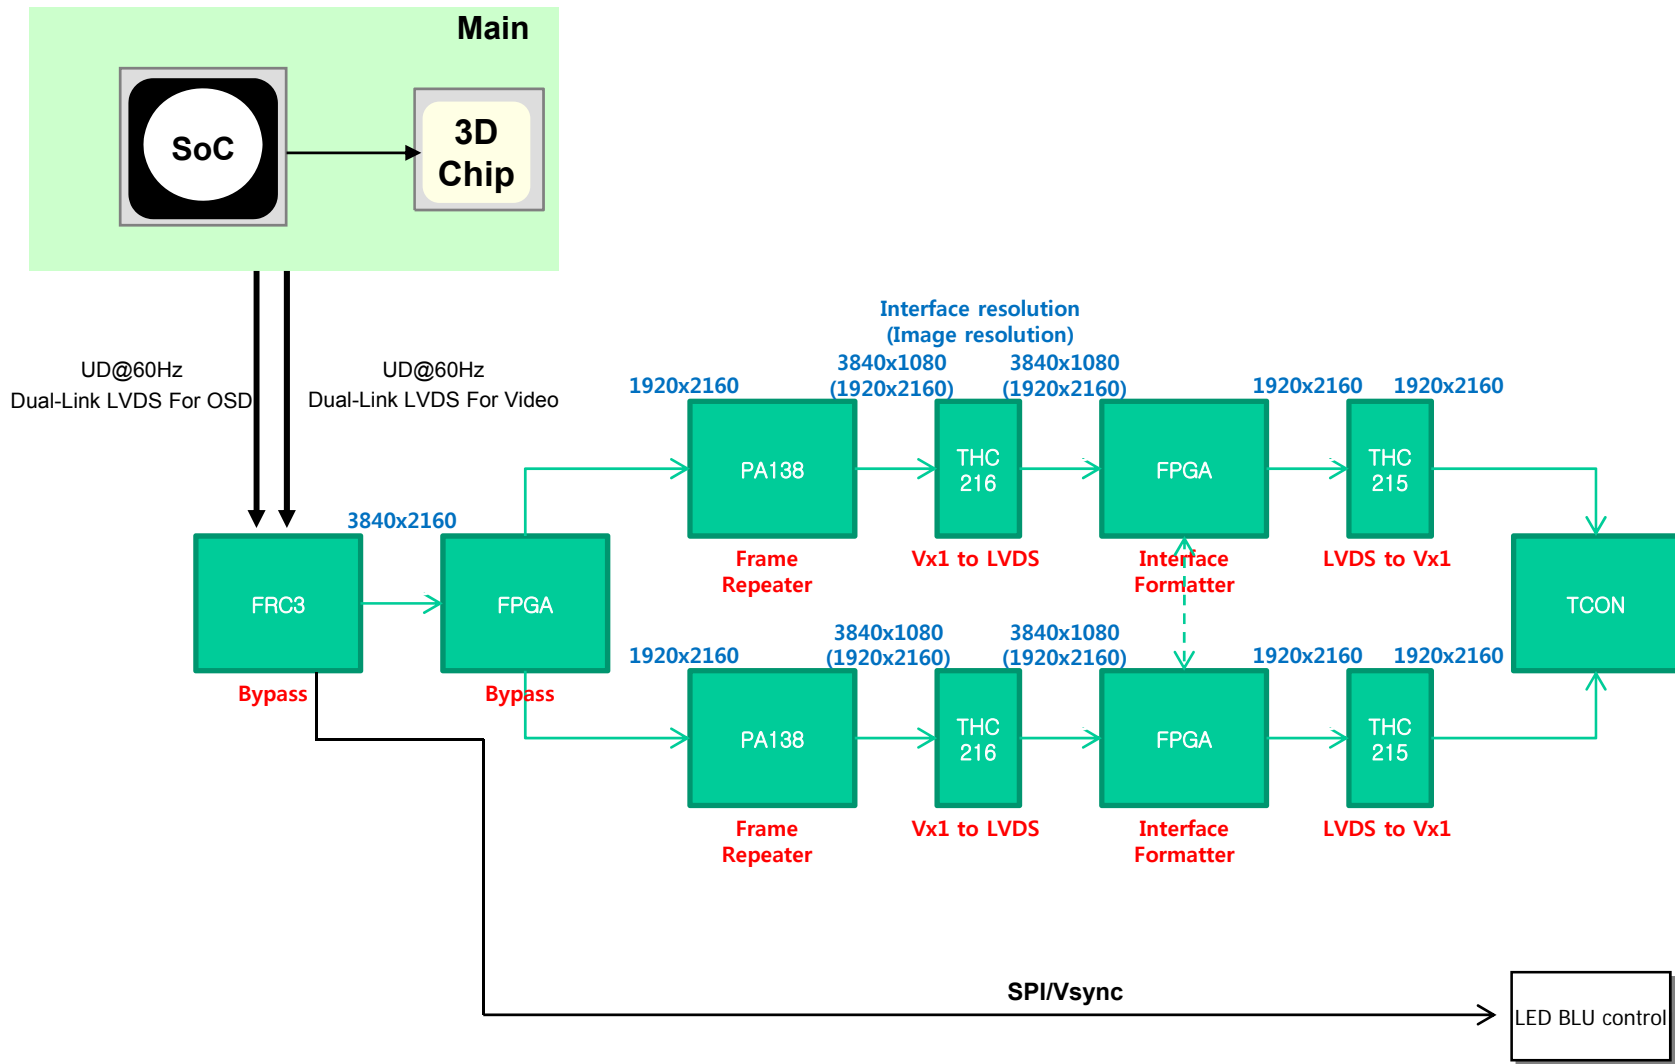 Main
SoC
3D
Chip
UD@60Hz
Dual-Link LVDS For OSD
UD@60Hz
Dual-Link LVDS For Video
Interface resolution
(Image resolution)
1920x2160
3840x1080
(1920x2160)
3840x1080
(1920x2160)
1920x2160
1920x2160
PA138
THC
216
FPGA
THC
215
Frame
Repeater
Vx1 to LVDS
Interface
Formatter
LVDS to Vx1
3840x2160
FRC3
FPGA
TCON
Bypass
Bypass
1920x2160
3840x1080
(1920x2160)
3840x1080
(1920x2160)
1920x2160
1920x2160
PA138
THC
216
FPGA
THC
215
Frame
Repeater
Vx1 to LVDS
Interface
Formatter
LVDS to Vx1
SPI/Vsync
LED BLU control